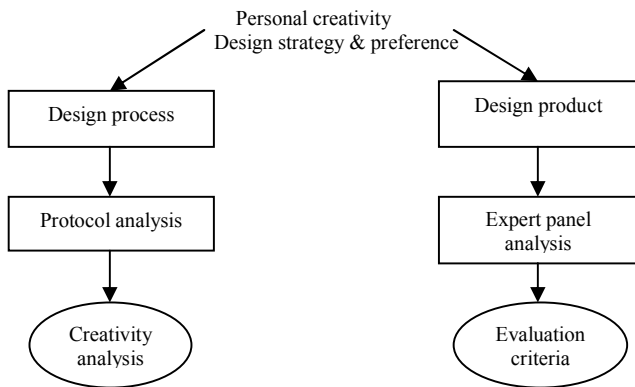 Personal creativity
Design strategy & preference
Design process
Design product
Protocol analysis
Expert panel
analysis
Creativity
analysis
Evaluation
criteria